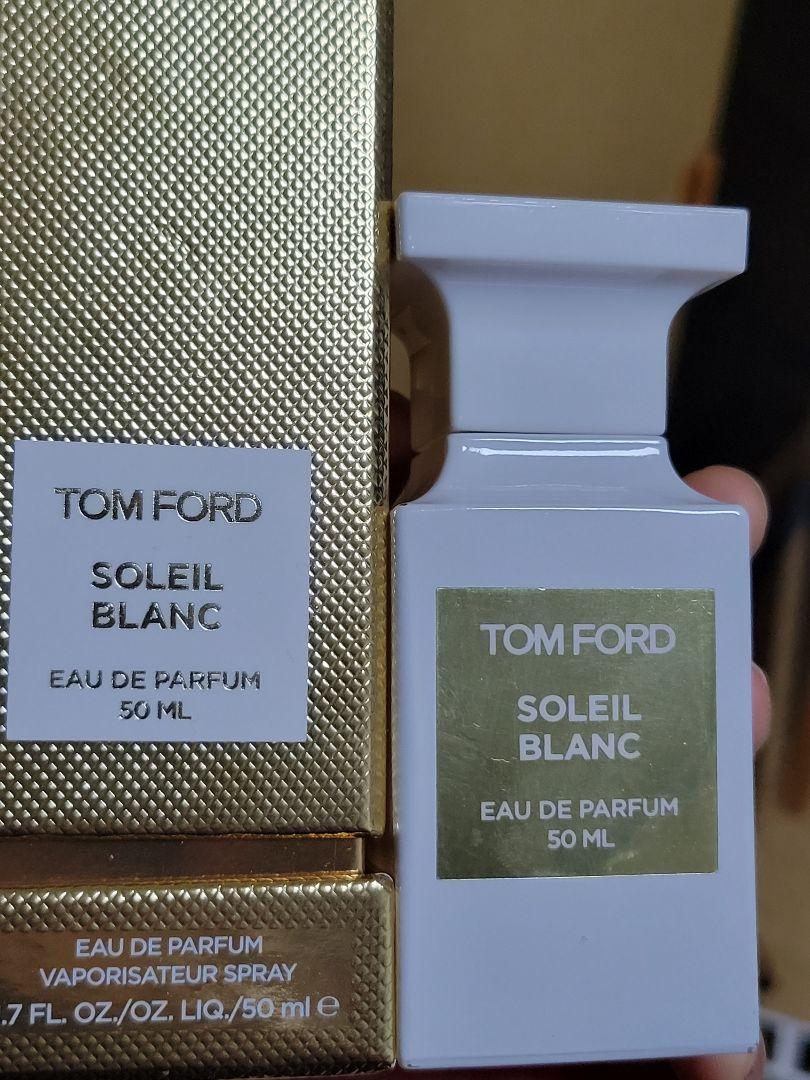 TOM FORD
SOLEIL
BLANC
EAU DE PARFUM
50 ML
EAU DE PARFUM
VAPORISATEUR SPRAY
.7 FL. OZ./OZ. LIQ./50 ml e
TOM FORD
SOLEIL
BLANC
EAU DE PARFUM
50 ML